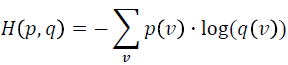 H(p, q) = − ∑_v p(v) · log(q(v))